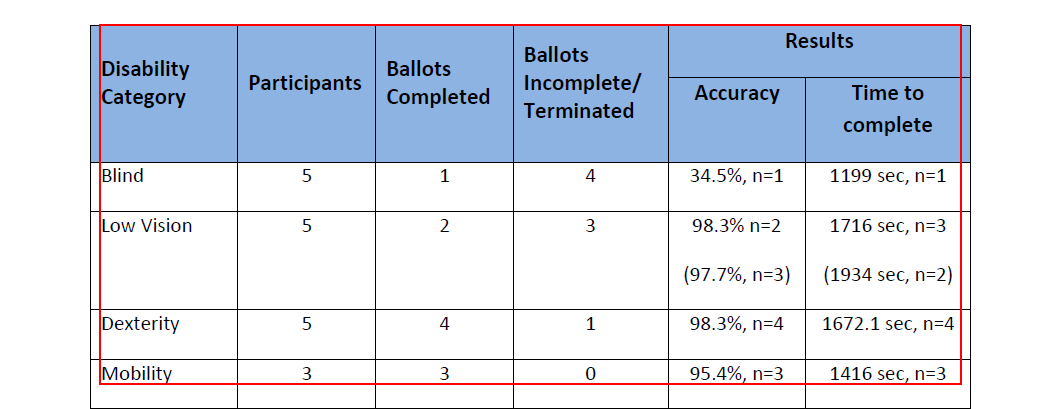 Disability Category
Participants
Ballots Completed
Ballots Incomplete/ Terminated
Results
Accuracy
Time to complete
Blind 5 1 4 34.5%, n=1 1199 sec, n=1
Low Vision 5 2 3 98.3% n=2 1716 sec, n=3
(97.7%, n=3) (1934 sec, n=2)
Dexterity 5 4 1 98.3%, n=4 1672.1 sec, n=4
Mobility 3 3 0 95.4%, n=3 1416 sec, n=3